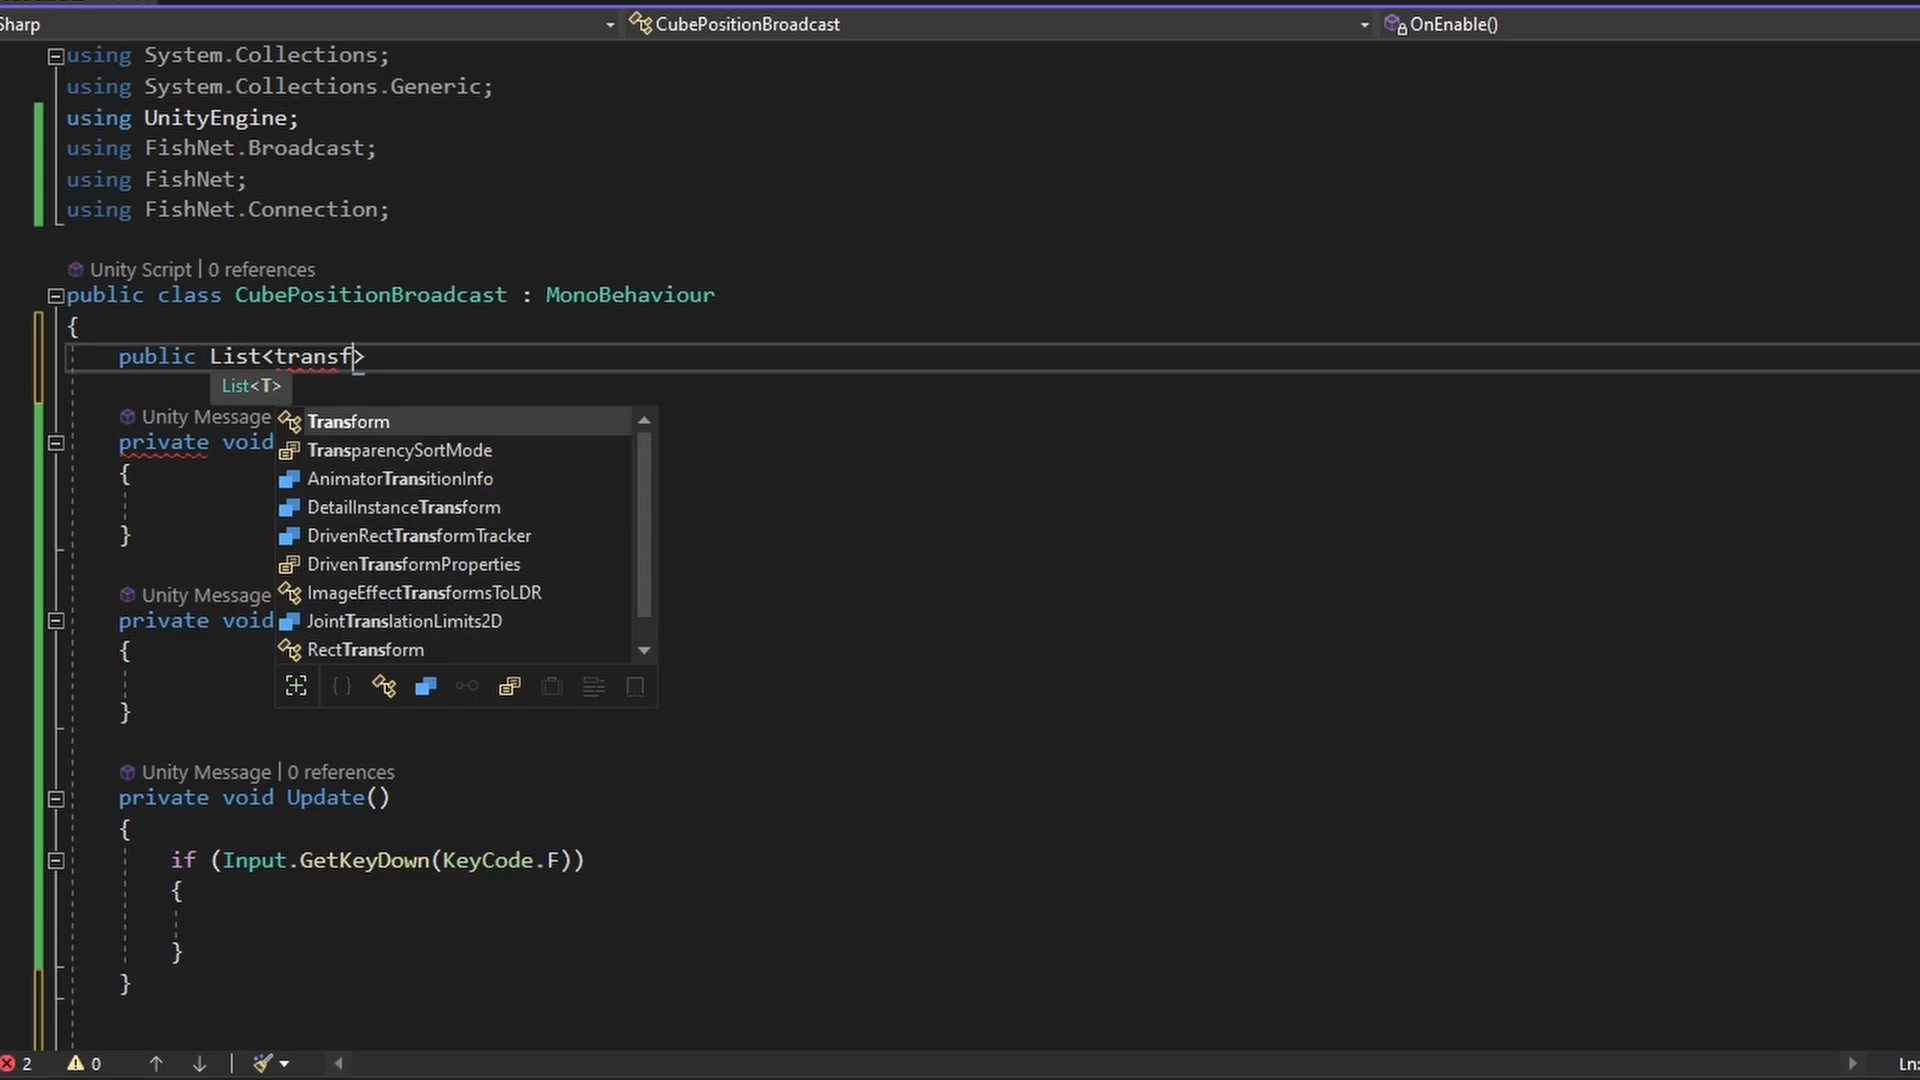 Sharp
CubePositionBroadcast
OnEnable()
using System.Collections;
using System.Collections.Generic;
using UnityEngine;
using FishNet.Broadcast;
using FishNet;
using FishNet.Connection;
Unity Script | 0 references
public class CubePositionBroadcast : MonoBehaviour
{
public List<transf>
List<T>
Unity Message
private void
{
}
Unity Message
private void
{
}
Transform
TransparencySortMode
AnimatorTransitionInfo
DetailInstanceTransform
DrivenRectTransformTracker
DrivenTransformProperties
ImageEffectTransformsToLDR
JointTranslationLimits2D
RectTransform
Unity Message | 0 references
private void Update()
{
if (Input.GetKeyDown(KeyCode.F))
{
}
}
2 0
Ln: